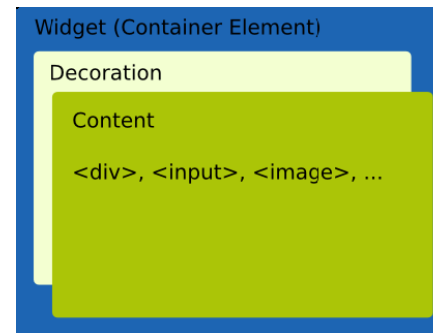 Widget (Container Element)
Decoration
Content
<div>, <input>, <image>, ...